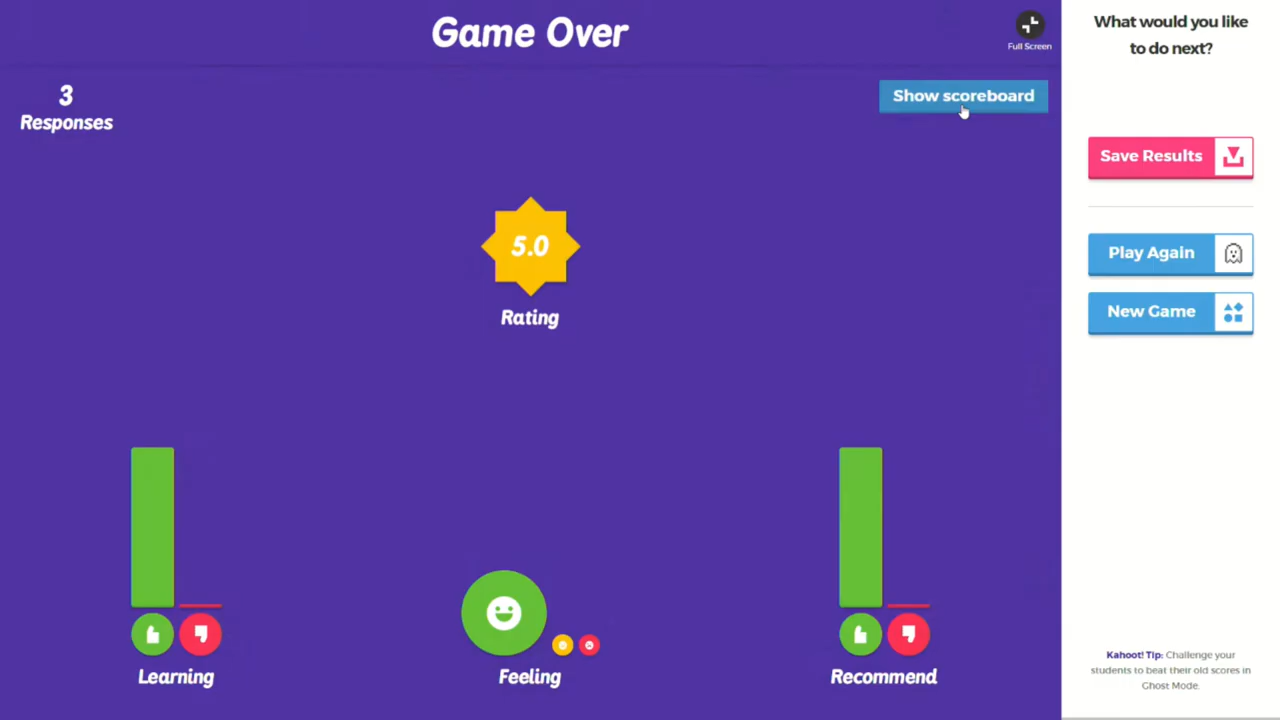 Game Over
Full Screen
3
Responses
Show scoreboard
5.0
Rating
Learning
Feeling
Recommend
What would you like
to do next?
Save Results
Play Again
New Game
Kahoot! Tip: Challenge your
students to beat their old scores in
Ghost Mode.